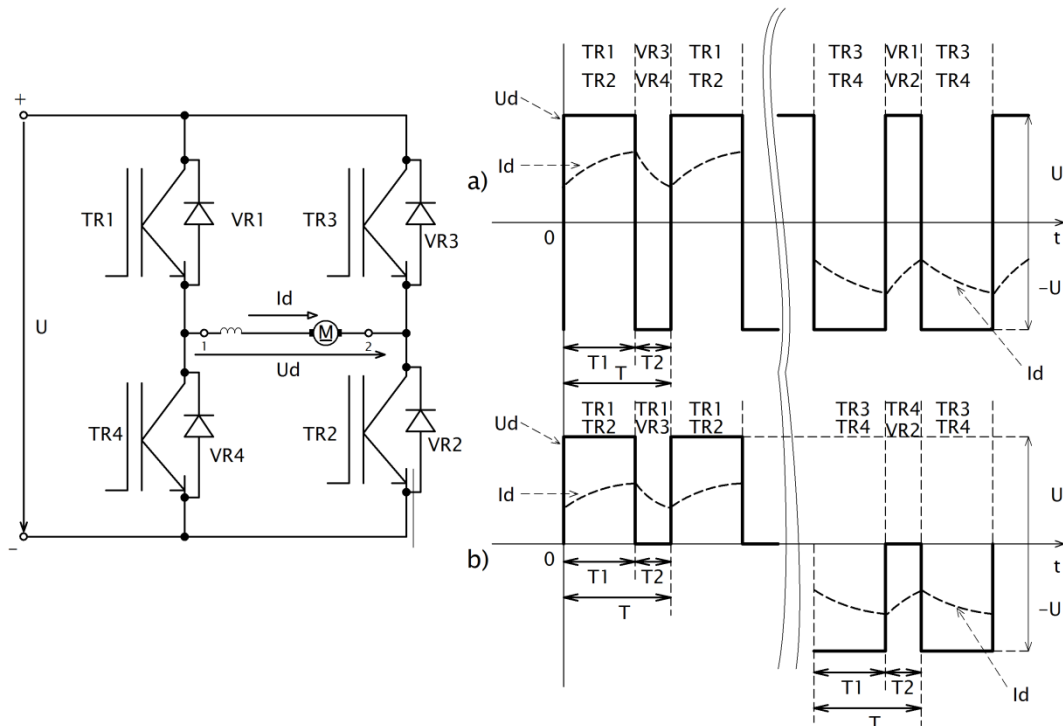 +
U
-
TR1
VR1
TR3
VR3
Id
M
1
2
Ud
TR4
VR4
TR2
VR2
a)
TR1 VR3 TR1
TR2 VR4 TR2
TR3 VR1 TR3
TR4 VR2 TR4
Ud
Id
0
U
t
-U
Id
T1 T2
T
b)
TR1 TR1 TR1
TR2 VR3 TR2
TR3 TR4 TR3
TR4 VR2 TR4
Ud
Id
0
U
t
-U
T1 T2
T
T1 T2
T
Id